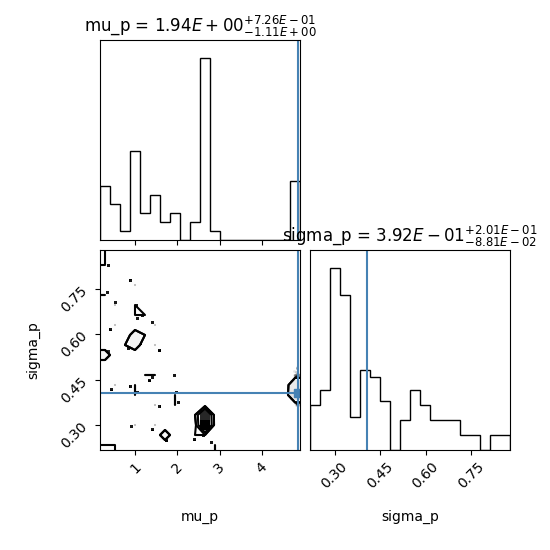 mu_p = 1.94E + 00+7.26E − 01 −1.11E + 00
sigma_p = 3.92E − 01+2.01E − 01 −8.81E − 02
sigma_p
0.75
0.60
0.45
0.30
1 2 3 4
0.30 0.45 0.60 0.75
mu_p
sigma_p